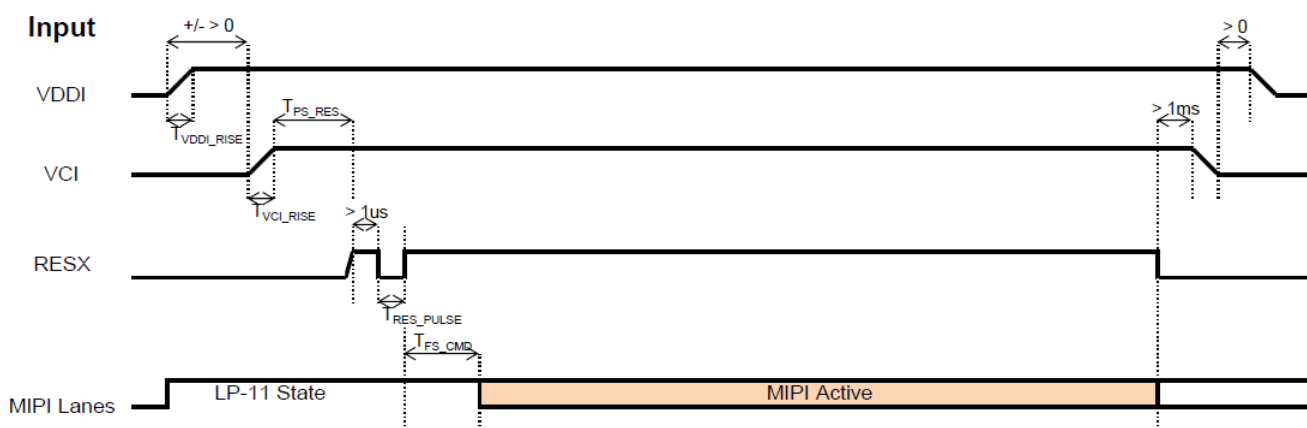 Input
+/- > 0
> 0
VDDI
T_VDDI_RISE
T_PS_RES
> 1ms
VCI
T_VCI_RISE
> 1us
RESX
T_RES_PULSE
T_FS_CMD
LP-11 State
MIPI Active
MIPI Lanes